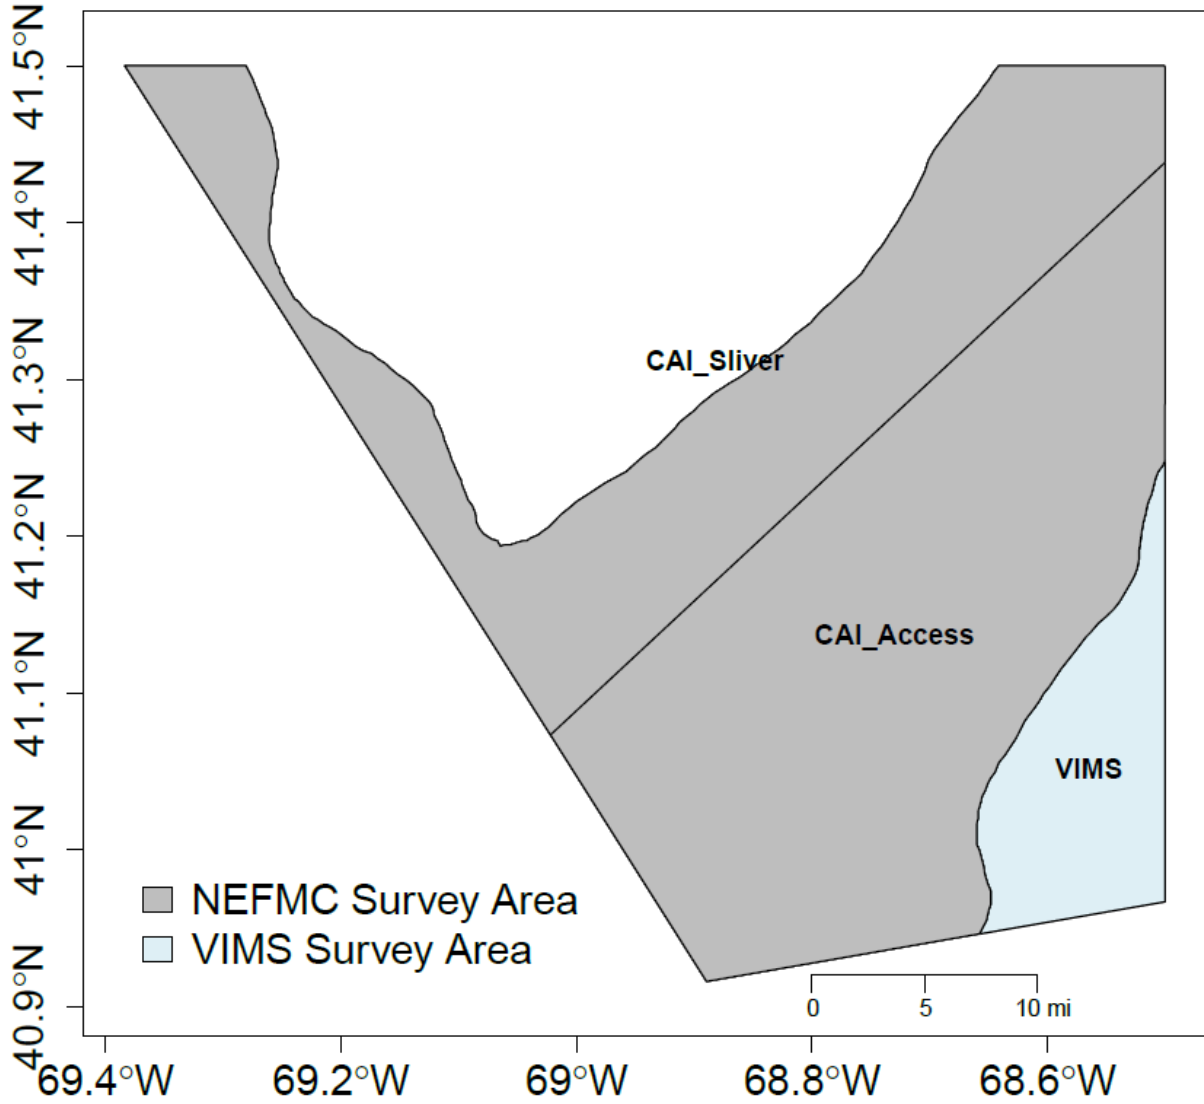 41.5°N
41.4°N
41.3°N
41.2°N
41.1°N
41°N
40.9°N
CAI_Sliver
CAI_Access
VIMS
NEFMC Survey Area
VIMS Survey Area
0 5 10 mi
69.4°W 69.2°W 69°W 68.8°W 68.6°W